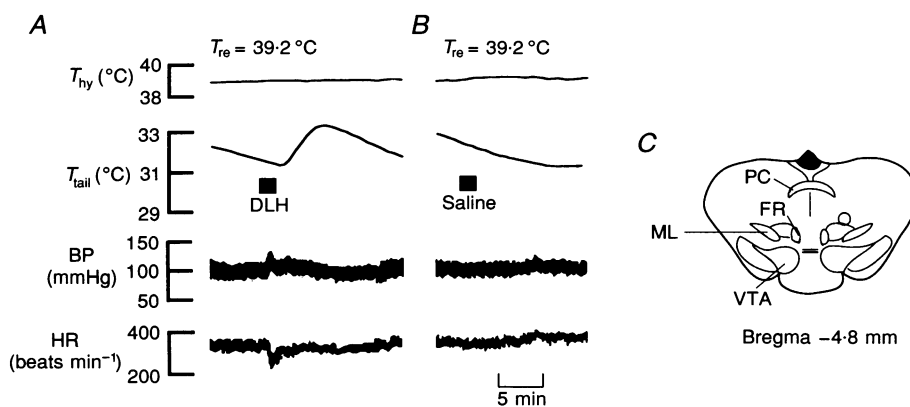 A
B
T_re = 39·2 °C
T_re = 39·2 °C
T_hy (°C)
40
38
T_tail (°C)
33
31
29
DLH
Saline
BP
(mmHg)
150
100
50
HR
(beats min⁻¹)
400
200
5 min
C
PC
FR
ML
VTA
Bregma −4·8 mm